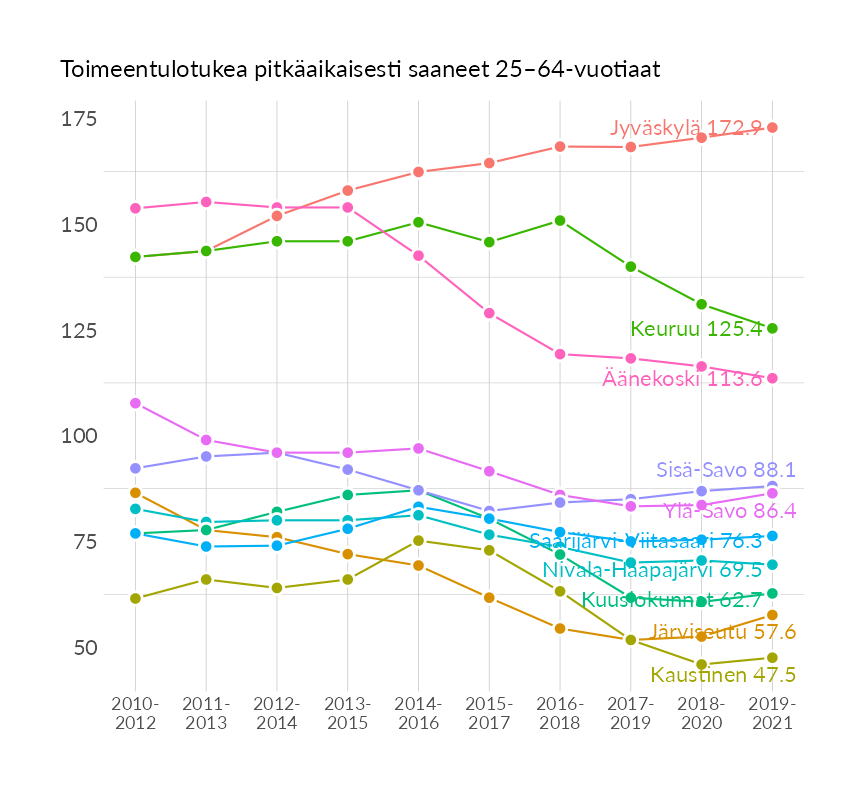 Toimeentulotukea pitkäaikaisesti saaneet 25–64-vuotiaat
175
150
125
100
75
50
Jyväskylä 172.9
Keuruu 125.4
Äänekoski 113.6
Sisä-Savo 88.1
Ylä-Savo 86.4
Saarijärvi-Viitasaari 76.3
Nivala-Haapajärvi 69.5
Kuusiokunnat 62.7
Järviseutu 57.6
Kaustinen 47.5
2010- 2011- 2012- 2013- 2014- 2015- 2016- 2017- 2018- 2019-
2012 2013 2014 2015 2016 2017 2018 2019 2020 2021